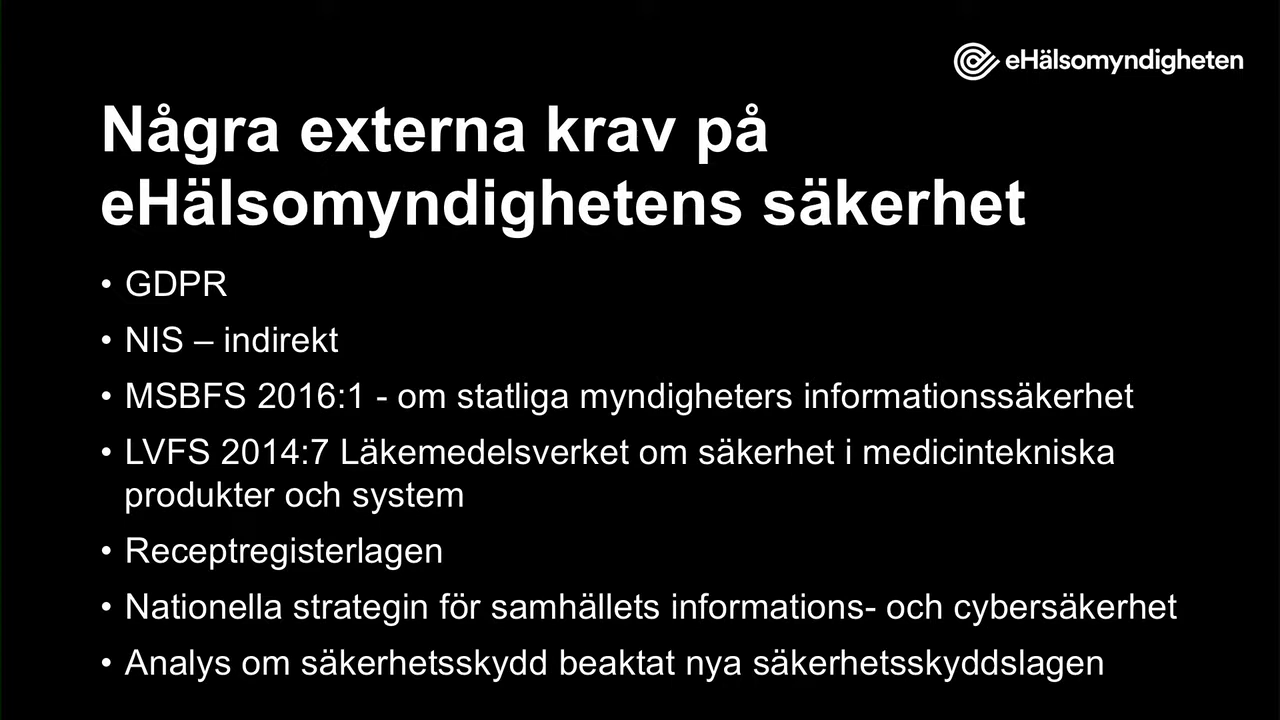 eHälsomyndigheten
Några externa krav på
eHälsomyndighetens säkerhet
• GDPR
• NIS – indirekt
• MSBFS 2016:1 - om statliga myndigheters informationssäkerhet
• LVFS 2014:7 Läkemedelsverket om säkerhet i medicintekniska
produkter och system
• Receptregisterlagen
• Nationella strategin för samhällets informations- och cybersäkerhet
• Analys om säkerhetsskydd beaktat nya säkerhetsskyddslagen